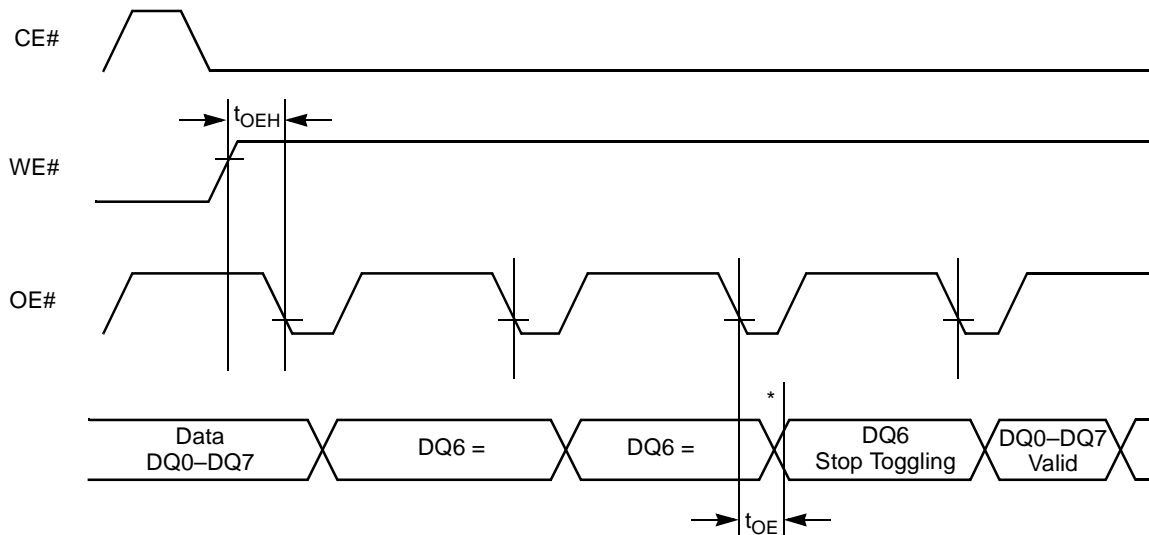 CE#
tOEH
WE#
OE#
*
Data
DQ0–DQ7
DQ6 =
DQ6 =
DQ6
Stop Toggling
DQ0–DQ7
Valid
tOE